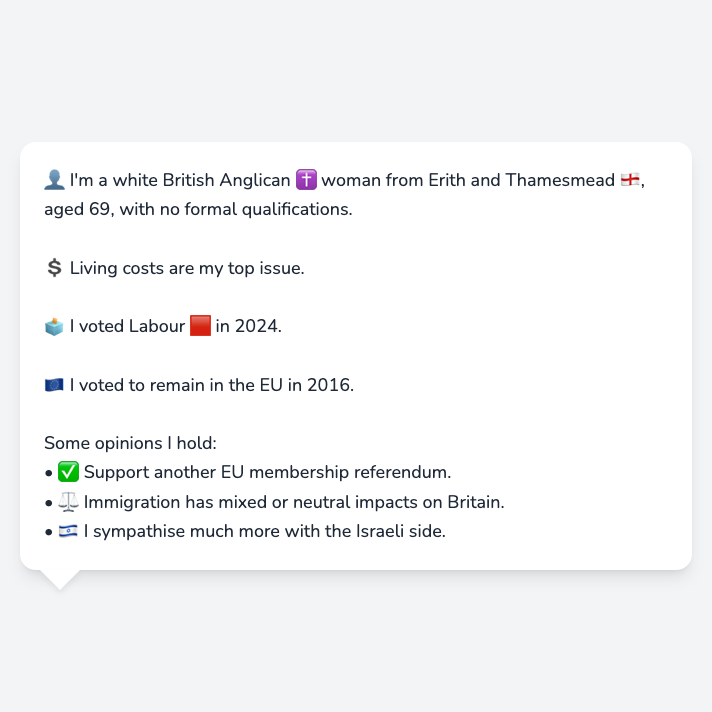 👤 I'm a white British Anglican ✝️ woman from Erith and Thamesmead 🏴󠁧󠁢󠁥󠁮󠁧󠁿,
aged 69, with no formal qualifications.
💲 Living costs are my top issue.
🗳️ I voted Labour 🟥 in 2024.
🇪🇺 I voted to remain in the EU in 2016.
Some opinions I hold:
• ✅ Support another EU membership referendum.
• ⚖️ Immigration has mixed or neutral impacts on Britain.
• 🇮🇱 I sympathise much more with the Israeli side.